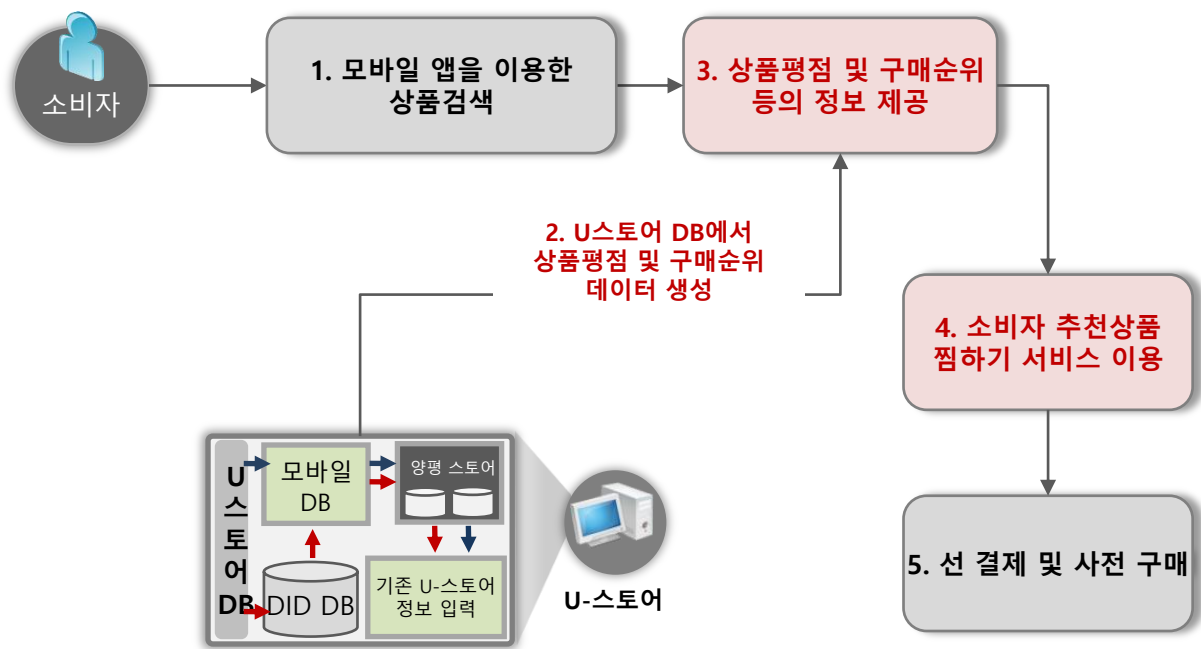 소비자
1. 모바일 앱을 이용한
상품검색
3. 상품평점 및 구매순위
등의 정보 제공
2. U스토어 DB에서
상품평점 및 구매순위
데이터 생성
4. 소비자 추천상품
찜하기 서비스 이용
5. 선 결제 및 사전 구매
U
스
토
어
DB
모바일
DB
양평 스토어
DID DB
기존 U-스토어
정보 입력
U-스토어